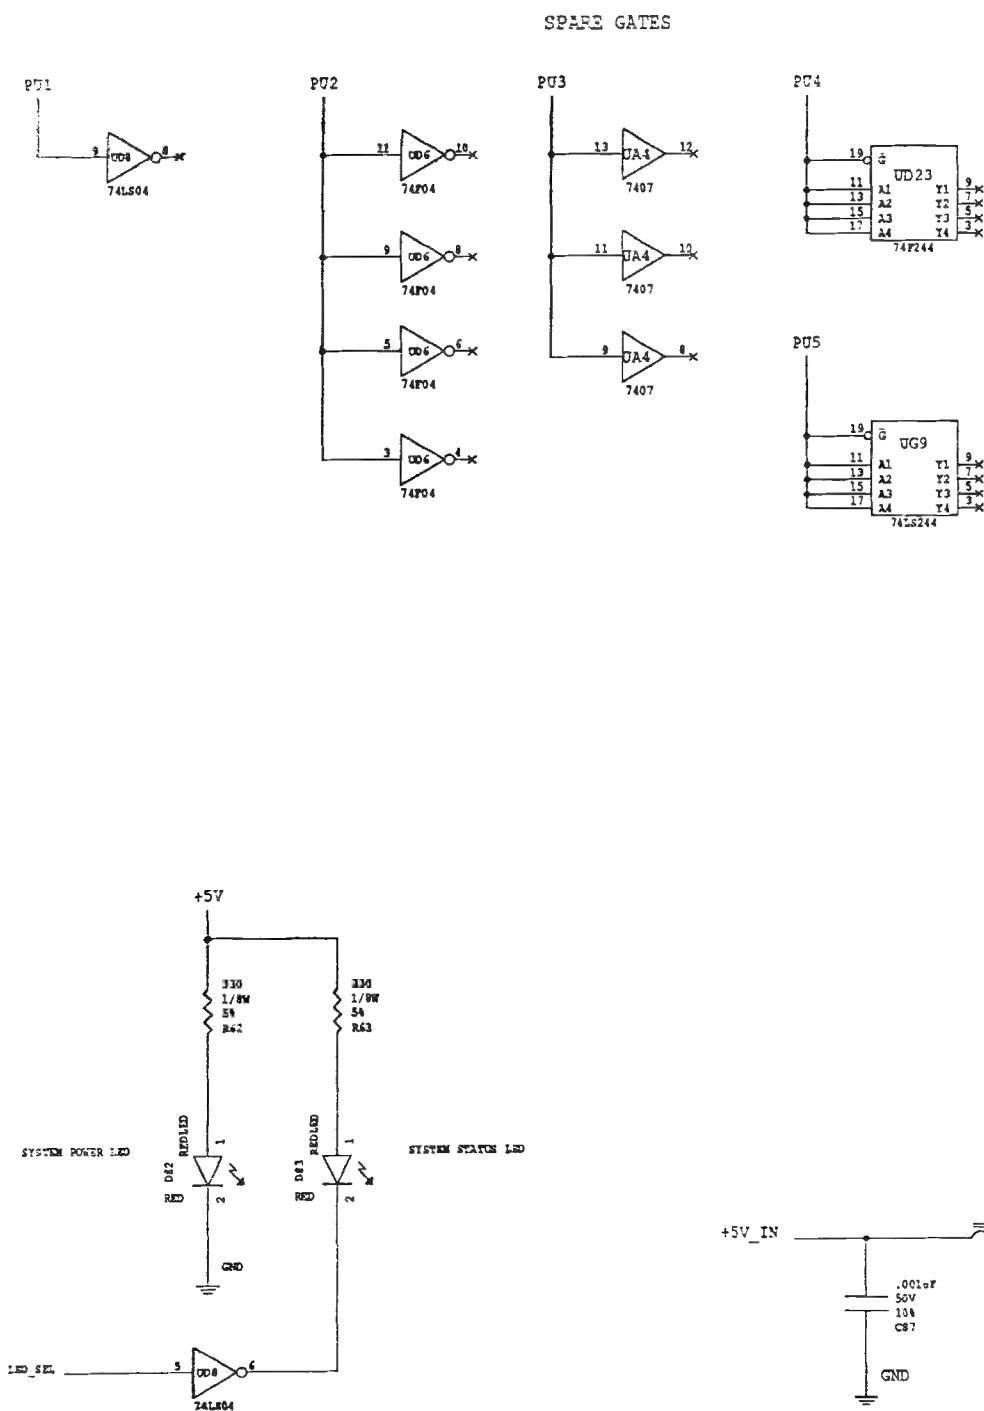 SPARE GATES
PU1
9 UD8 8
74LS04
PU2
11 UD6 10
74F04
9 UD6 8
74F04
5 UD6 6
74F04
3 UD6 4
74F04
PU3
13 UA4 12
7407
11 UA4 10
7407
9 UA4 8
7407
PU4
19 G
UD23
11 A1 Y1 9
13 A2 Y2 7
15 A3 Y3 5
17 A4 Y4 3
74F244
PU5
19 G
UG9
11 A1 Y1 9
13 A2 Y2 7
15 A3 Y3 5
17 A4 Y4 3
74LS244
+5V
330
1/8W
5%
R62
330
1/8W
5%
R63
SYSTEM POWER LED
REDLED
1
RED
2
GND
REDLED
1
RED
2
SYSTEM STATUS LED
LED_SEL
5 UD8 6
74LS04
+5V_IN
.001uF
50V
10%
C87
GND